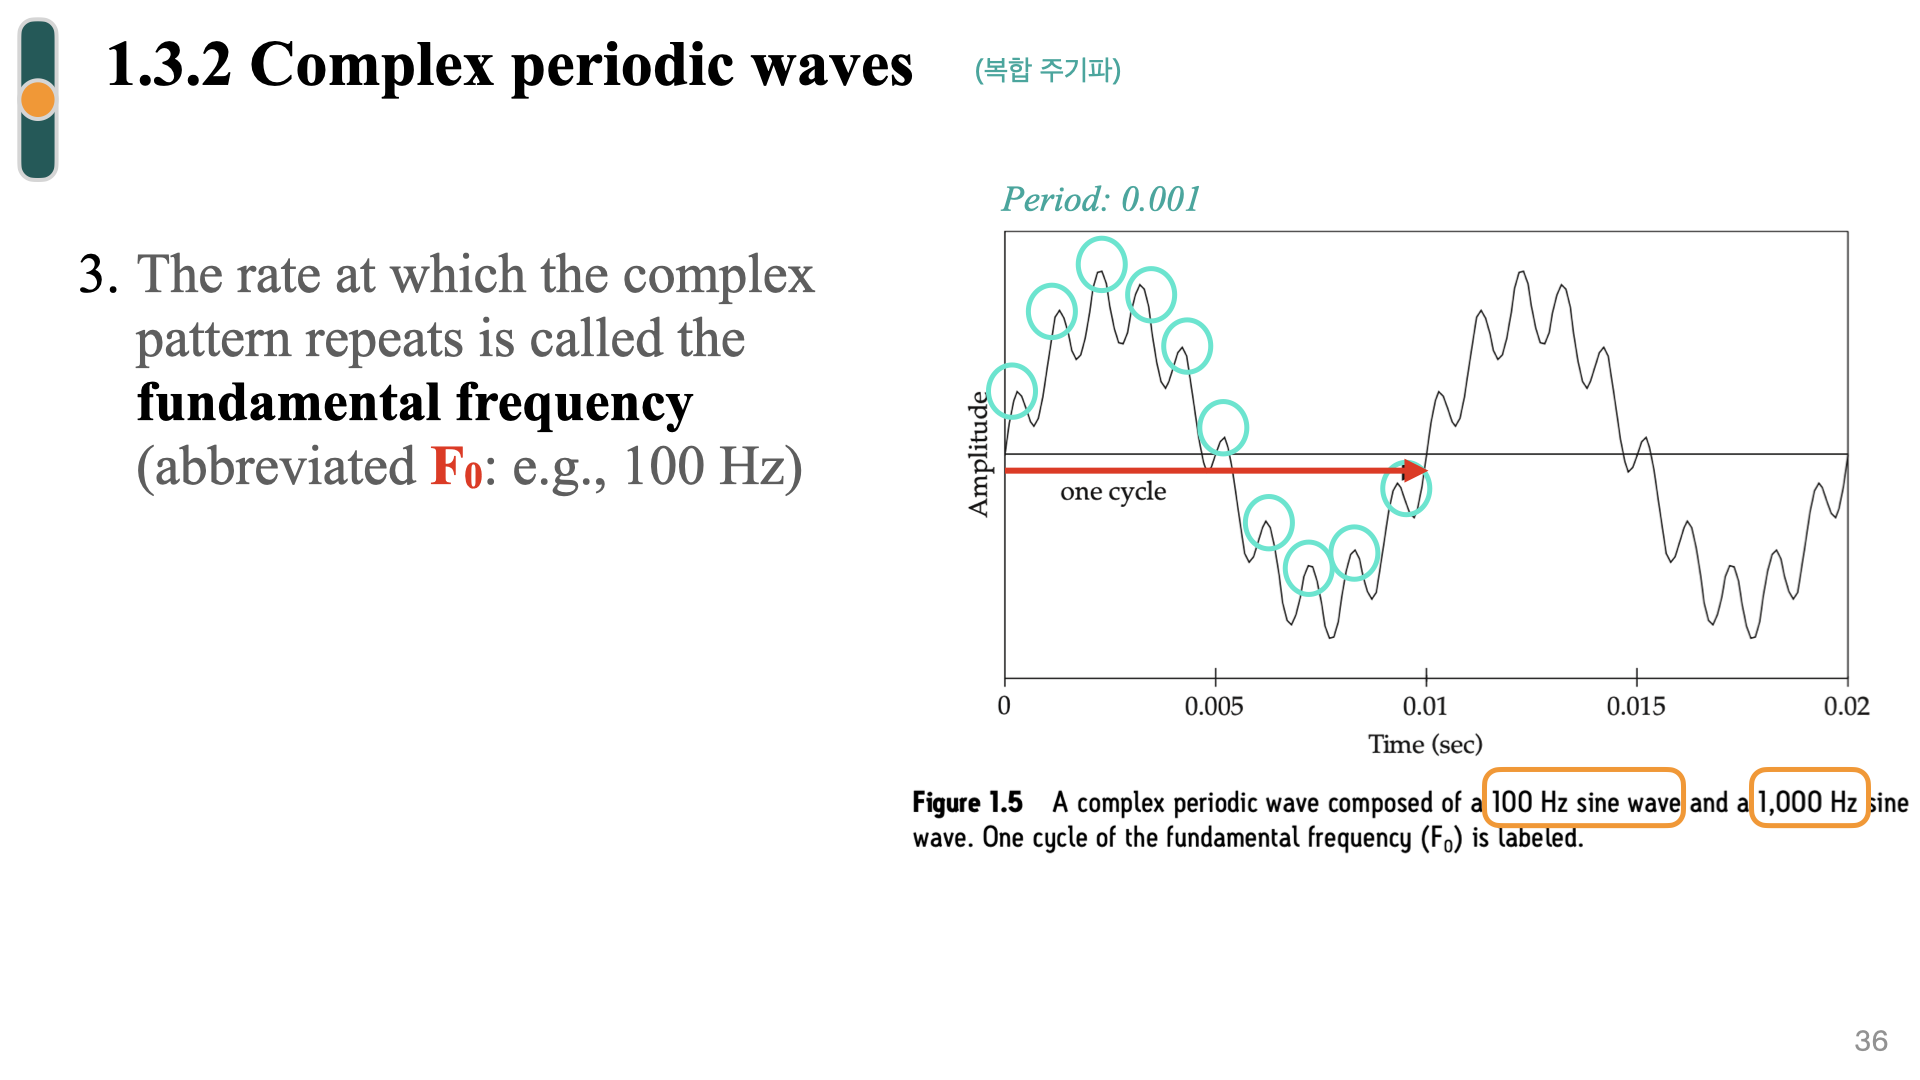 1.3.2 Complex periodic waves (복합 주기파)
3. The rate at which the complex
pattern repeats is called the
fundamental frequency
(abbreviated F₀: e.g., 100 Hz)
Period: 0.001
Amplitude
one cycle
0 0.005 0.01 0.015 0.02
Time (sec)
Figure 1.5 A complex periodic wave composed of a 100 Hz sine wave and a 1,000 Hz sine
wave. One cycle of the fundamental frequency (F₀) is labeled.
36